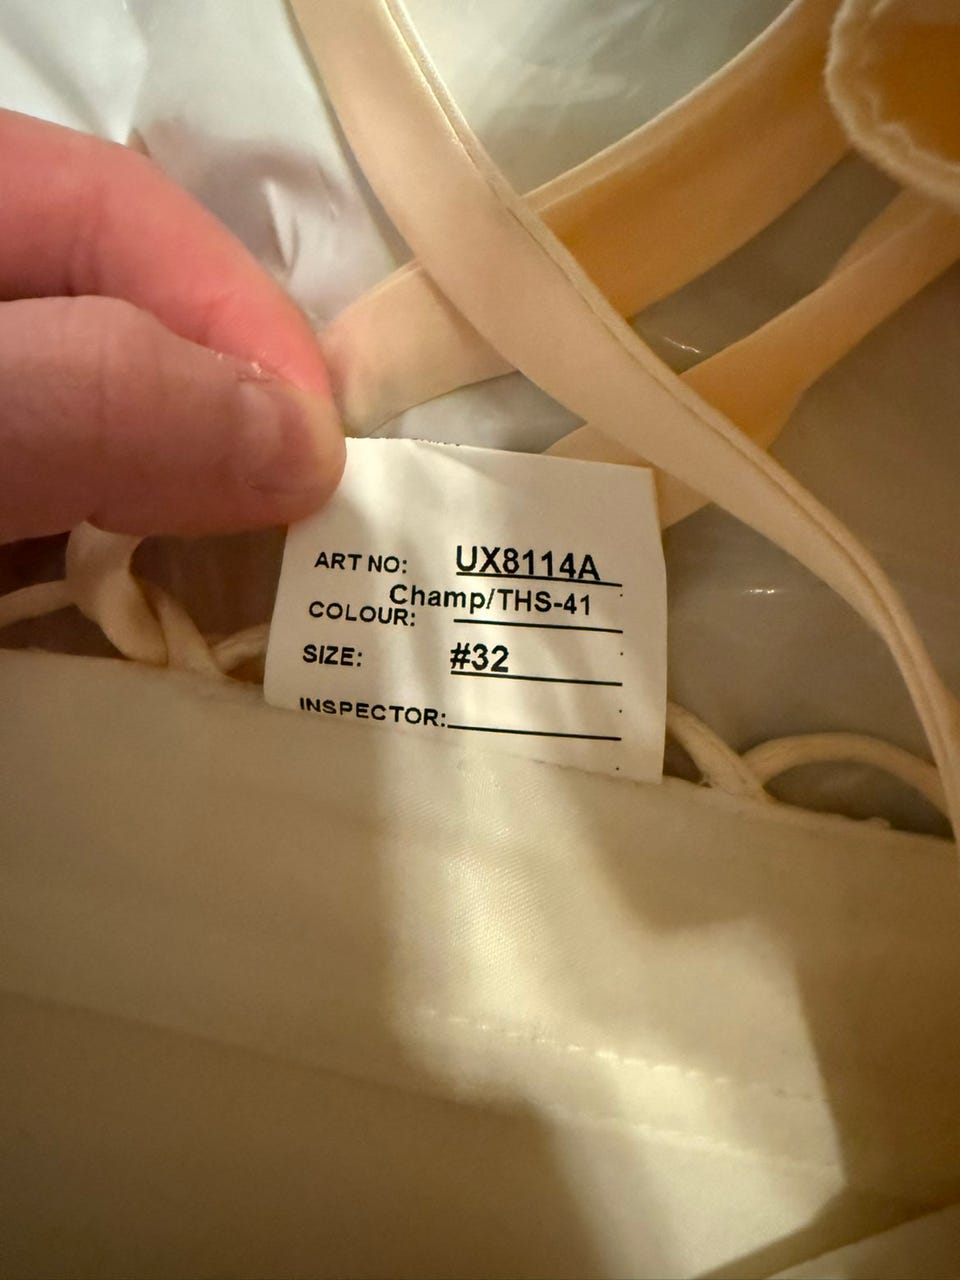 ART NO: UX8114A
Champ/THS-41
COLOUR:
SIZE: #32
INSPECTOR: